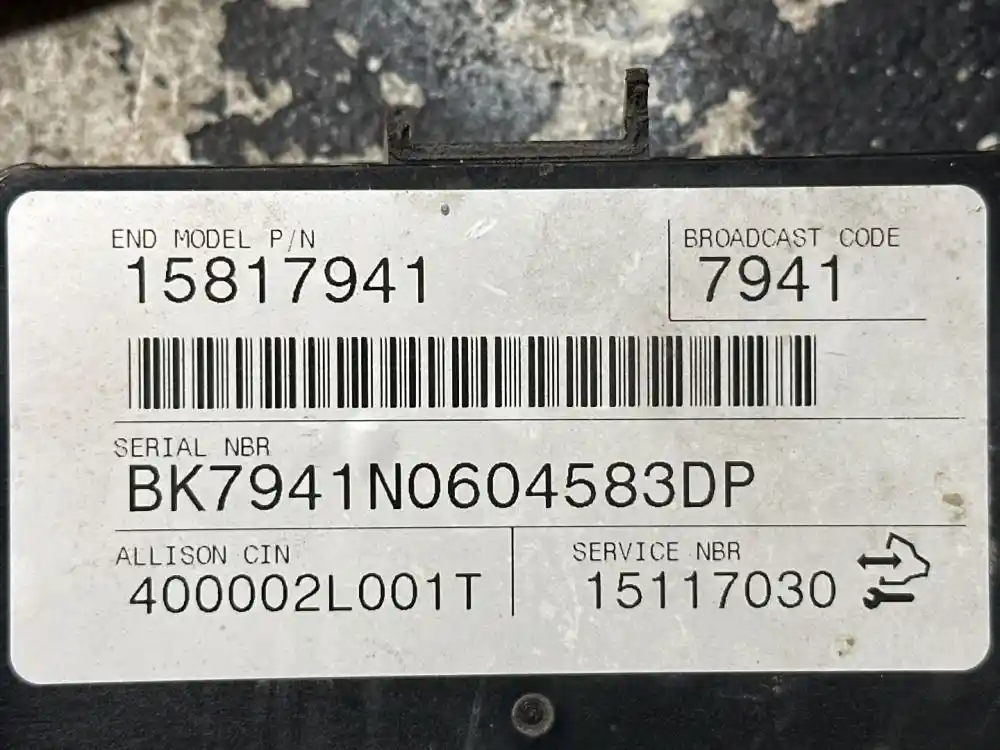 END MODEL P/N
15817941
BROADCAST CODE
7941
SERIAL NBR
BK7941N0604583DP
ALLISON CIN
400002L001T
SERVICE NBR
15117030